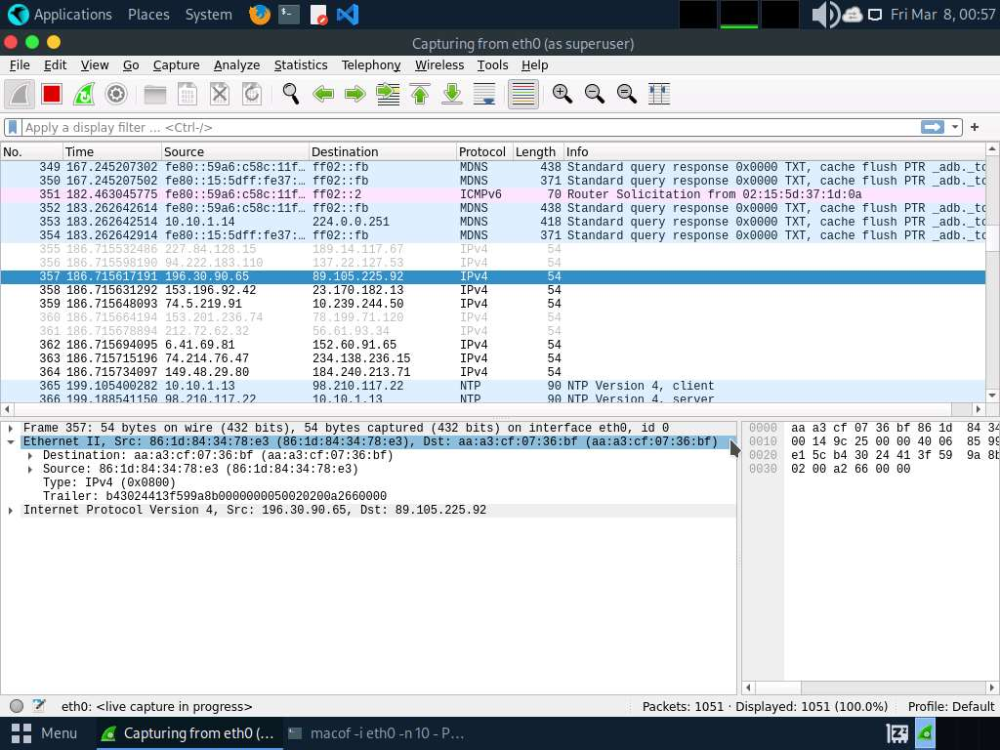 Applications Places System Fri Mar 8, 00:57
Capturing from eth0 (as superuser)
File Edit View Go Capture Analyze Statistics Telephony Wireless Tools Help
Apply a display filter ... <Ctrl-/>
No. Time Source Destination Protocol Length Info
349 167.245207302 fe80::59a6:c58c:11f… ff02::fb MDNS 438 Standard query response 0x0000 TXT, cache flush PTR _adb._tc
350 167.245207502 fe80::15:5dff:fe37:… ff02::fb MDNS 371 Standard query response 0x0000 TXT, cache flush PTR _adb._tc
351 182.463045775 fe80::59a6:c58c:11f… ff02::2 ICMPv6 70 Router Solicitation from 02:15:5d:37:1d:0a
352 183.262642614 fe80::59a6:c58c:11f… ff02::fb MDNS 438 Standard query response 0x0000 TXT, cache flush PTR _adb._tc
353 183.262642514 10.10.1.14 224.0.0.251 MDNS 418 Standard query response 0x0000 TXT, cache flush PTR _adb._tc
354 183.262642914 fe80::15:5dff:fe37:… ff02::fb MDNS 371 Standard query response 0x0000 TXT, cache flush PTR _adb._tc
355 186.715532486 227.84.128.15 189.14.117.67 IPv4 54
356 186.715598190 94.222.183.110 137.22.127.53 IPv4 54
357 186.715617191 196.30.90.65 89.105.225.92 IPv4 54
358 186.715631292 153.196.92.42 23.170.182.13 IPv4 54
359 186.715648093 74.5.219.91 10.239.244.50 IPv4 54
360 186.715664194 153.201.236.74 78.199.71.120 IPv4 54
361 186.715678894 212.72.62.32 56.61.93.34 IPv4 54
362 186.715694095 6.41.69.81 152.60.91.65 IPv4 54
363 186.715715196 74.214.76.47 234.138.236.15 IPv4 54
364 186.715734097 149.48.29.80 184.240.213.71 IPv4 54
365 199.105400282 10.10.1.13 98.210.117.22 NTP 90 NTP Version 4, client
366 199.188541150 98.210.117.22 10.10.1.13 NTP 90 NTP Version 4, server
Frame 357: 54 bytes on wire (432 bits), 54 bytes captured (432 bits) on interface eth0, id 0
Ethernet II, Src: 86:1d:84:34:78:e3 (86:1d:84:34:78:e3), Dst: aa:a3:cf:07:36:bf (aa:a3:cf:07:36:bf)
Destination: aa:a3:cf:07:36:bf (aa:a3:cf:07:36:bf)
Source: 86:1d:84:34:78:e3 (86:1d:84:34:78:e3)
Type: IPv4 (0x0800)
Trailer: b43024413f599a8b0000000050020200a2660000
Internet Protocol Version 4, Src: 196.30.90.65, Dst: 89.105.225.92
0000 aa a3 cf 07 36 bf 86 1d 84 34
0010 00 14 9c 25 00 00 40 06 85 99
0020 e1 5c b4 30 24 41 3f 59 9a 8b
0030 02 00 a2 66 00 00
eth0: <live capture in progress> Packets: 1051 · Displayed: 1051 (100.0%) Profile: Default
Menu Capturing from eth0 (... macof -i eth0 -n 10 - P...